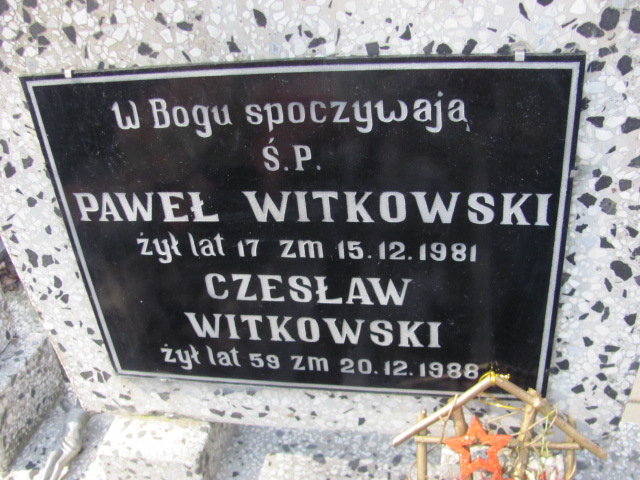 W Bogu spoczywają
Ś.P.
PAWEŁ WITKOWSKI
żył lat 17 zm 15.12.1981
CZESŁAW
WITKOWSKI
żył lat 59 zm 20.12.1988